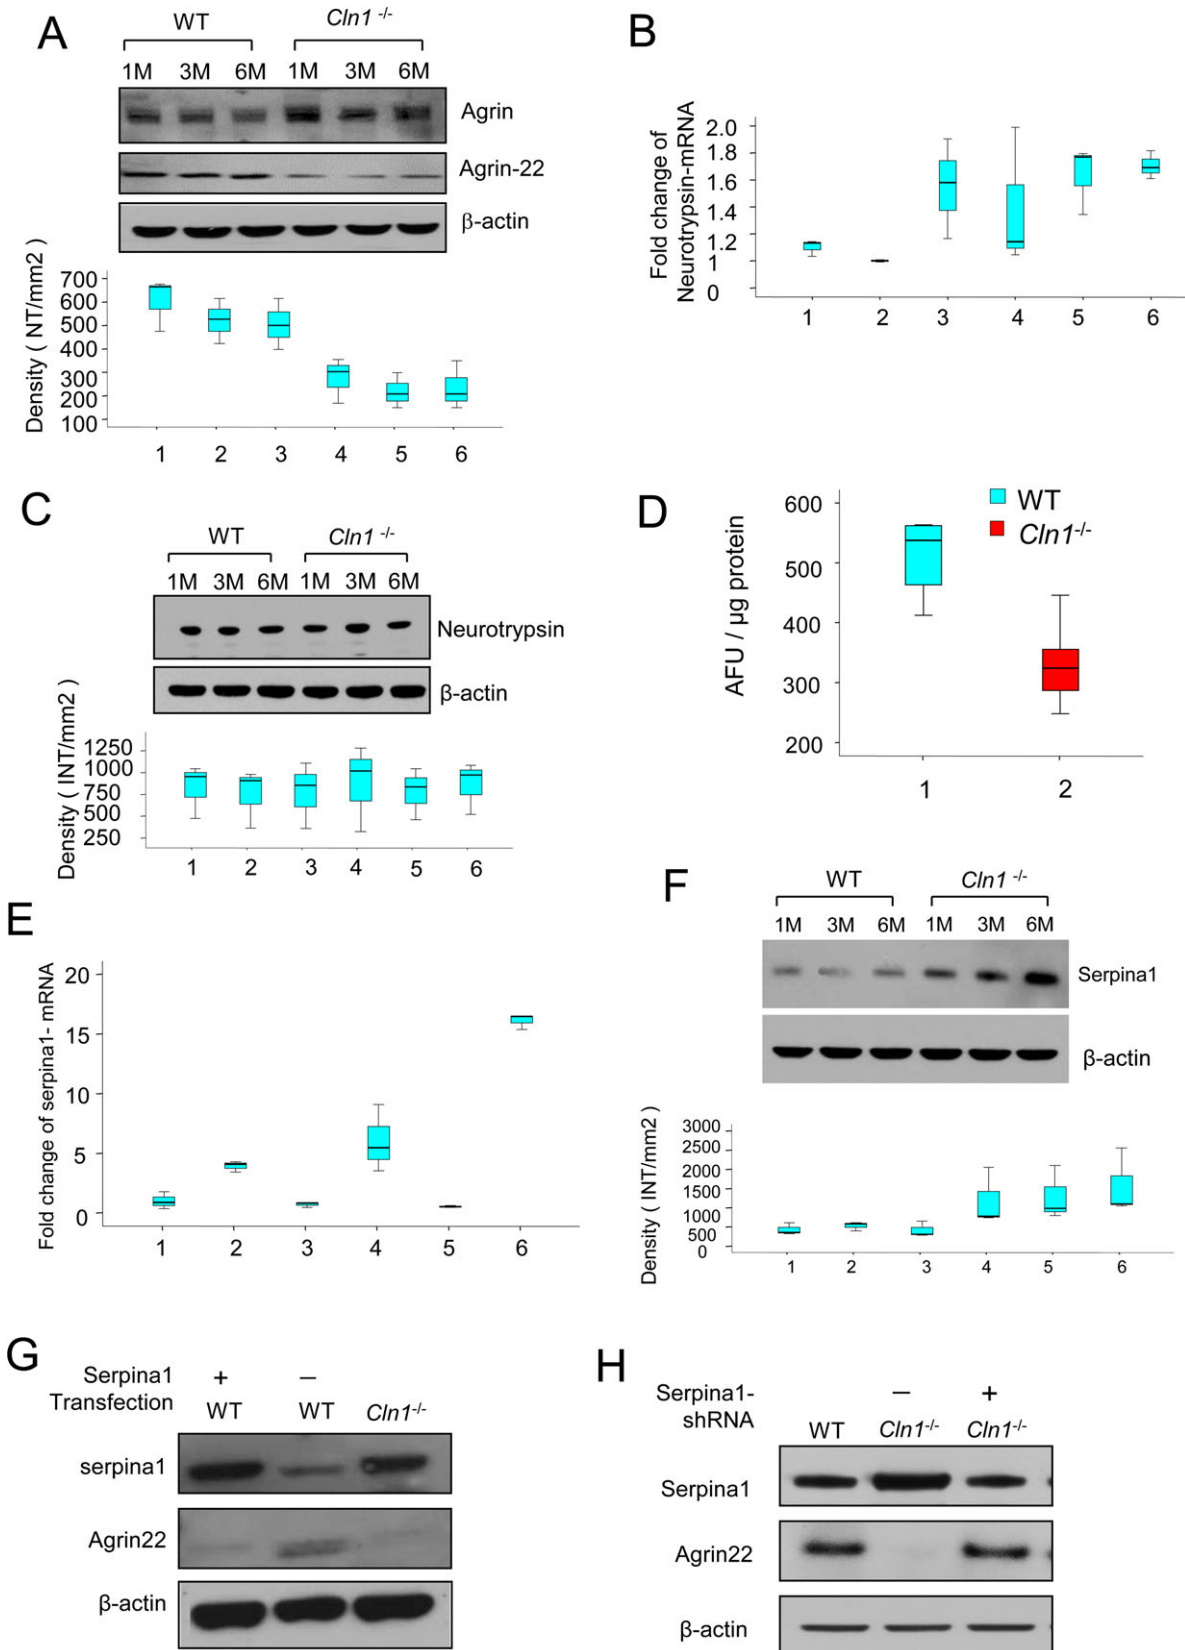 A
WT
Cln1 -/-
1M 3M 6M 1M 3M 6M
Agrin
Agrin-22
β-actin
Density ( NT/mm2 )
700
600
500
400
300
200
100
1 2 3 4 5 6
B
Fold change of
Neurotrypsin-mRNA
2.0
1.8
1.6
1.4
1.2
1
0
1 2 3 4 5 6
C
WT
Cln1 -/-
1M 3M 6M 1M 3M 6M
Neurotrypsin
β-actin
Density ( INT/mm2 )
1250
1000
750
500
250
1 2 3 4 5 6
D
AFU / µg protein
600
500
400
300
200
1 2
WT
Cln1-/-
E
Fold change of serpina1- mRNA
20
15
10
5
0
1 2 3 4 5 6
F
WT
Cln1 -/-
1M 3M 6M 1M 3M 6M
Serpina1
β-actin
Density ( INT/mm2 )
3000
2500
2000
1500
1000
500
0
1 2 3 4 5 6
G
Serpina1 + −
Transfection WT WT Cln1-/-
serpina1
Agrin22
β-actin
H
Serpina1- − +
shRNA WT Cln1-/- Cln1-/-
Serpina1
Agrin22
β-actin